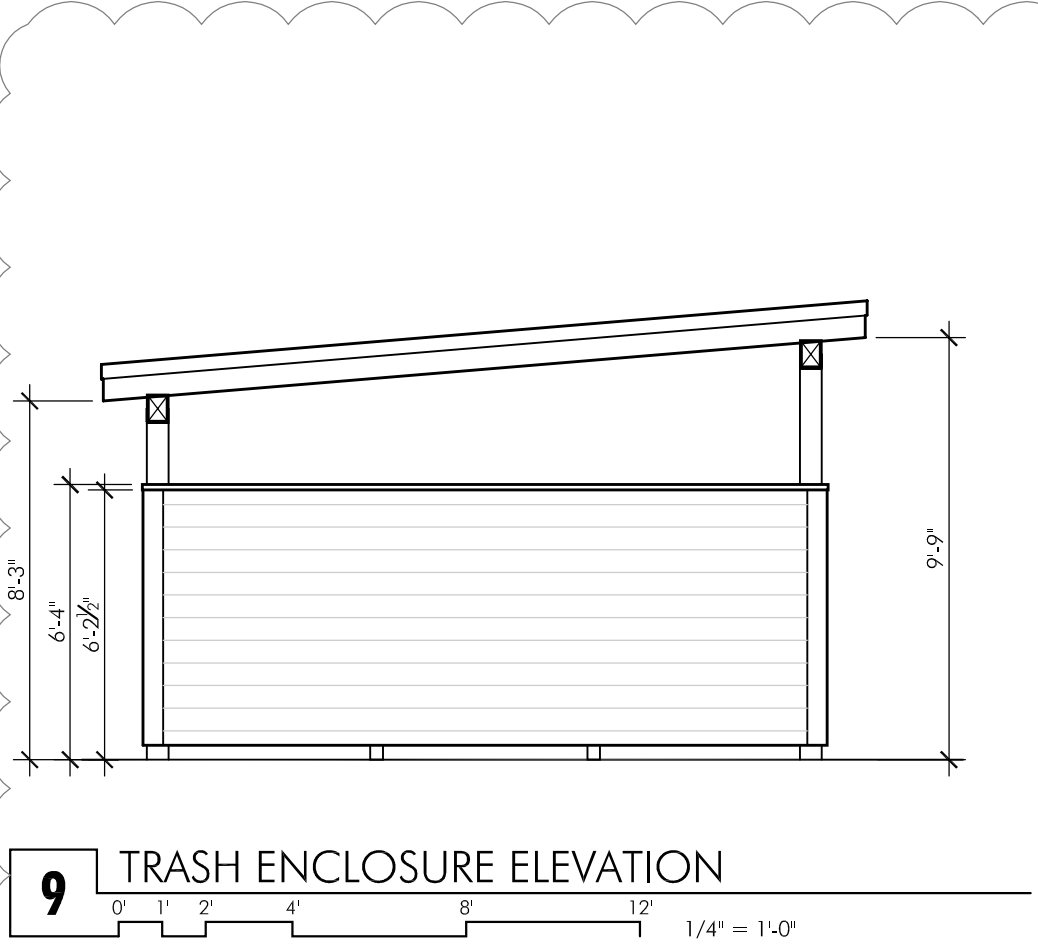 8'-3"
6'-4"
6'-2½"
9'-9"
9
TRASH ENCLOSURE ELEVATION
0' 1' 2' 4' 8' 12'
1/4" = 1'-0"